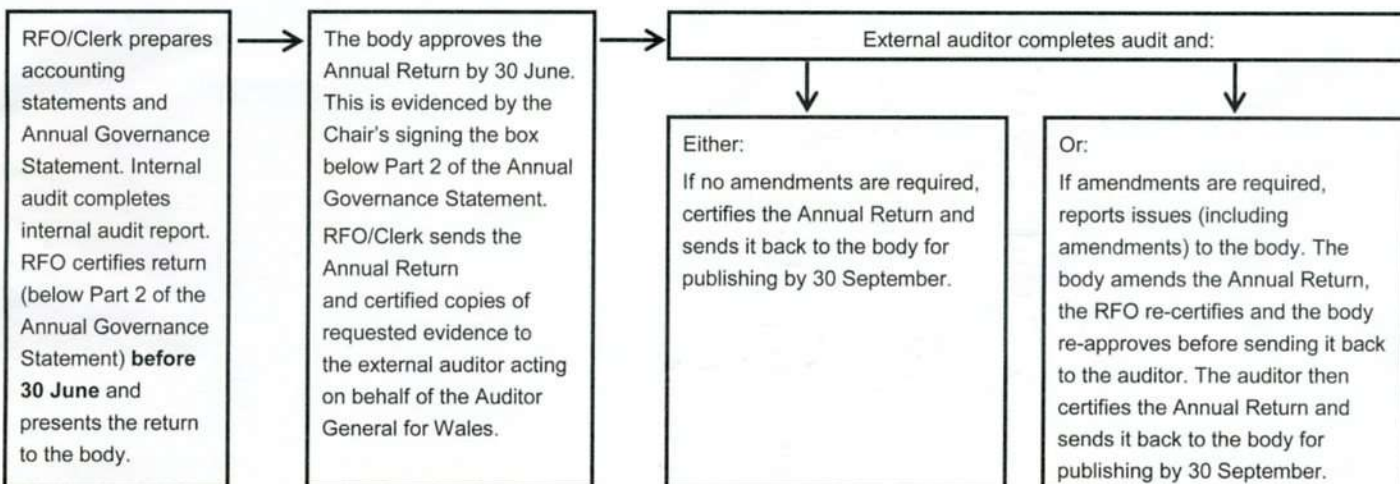 RFO/Clerk prepares
accounting
statements and
Annual Governance
Statement. Internal
audit completes
internal audit report.
RFO certifies return
(below Part 2 of the
Annual Governance
Statement) before
30 June and
presents the return
to the body.
The body approves the
Annual Return by 30 June.
This is evidenced by the
Chair's signing the box
below Part 2 of the Annual
Governance Statement.
RFO/Clerk sends the
Annual Return
and certified copies of
requested evidence to
the external auditor acting
on behalf of the Auditor
General for Wales.
External auditor completes audit and:
Either:
If no amendments are required,
certifies the Annual Return and
sends it back to the body for
publishing by 30 September.
Or:
If amendments are required,
reports issues (including
amendments) to the body. The
body amends the Annual Return,
the RFO re-certifies and the body
re-approves before sending it back
to the auditor. The auditor then
certifies the Annual Return and
sends it back to the body for
publishing by 30 September.